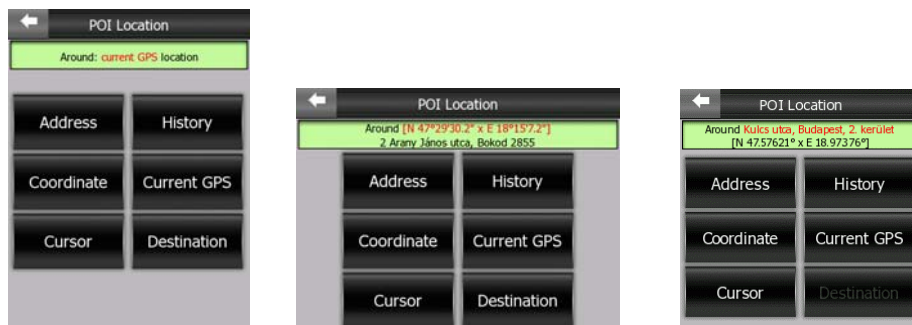 POI Location
Around: current GPS location
Address
History
Coordinate
Current GPS
Cursor
Destination
POI Location
Around [N 47°29'30.2" x E 18°15'7.2"]
2 Arany János utca, Bokod 2855
Address
History
Coordinate
Current GPS
Cursor
Destination
POI Location
Around Kulcs utca, Budapest, 2. kerület
[N 47.57621° x E 18.97376°]
Address
History
Coordinate
Current GPS
Cursor
Destination